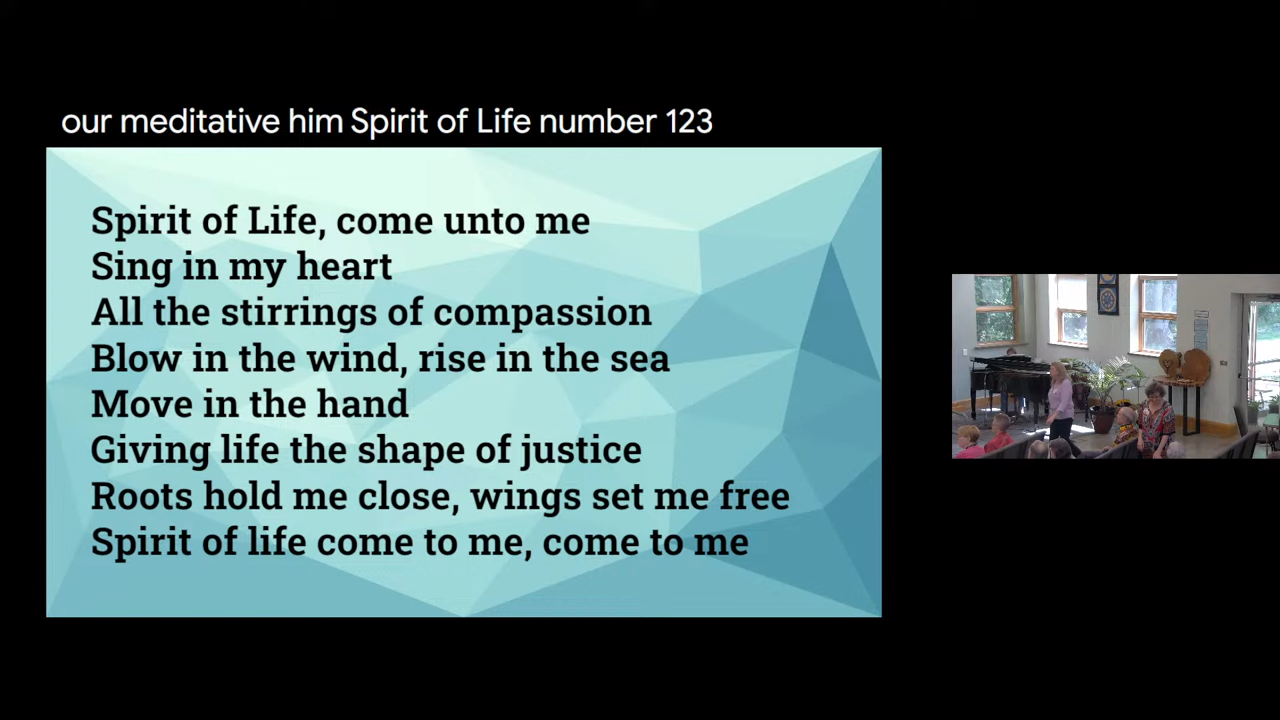 our meditative him Spirit of Life number 123
Spirit of Life, come unto me
Sing in my heart
All the stirrings of compassion
Blow in the wind, rise in the sea
Move in the hand
Giving life the shape of justice
Roots hold me close, wings set me free
Spirit of life come to me, come to me